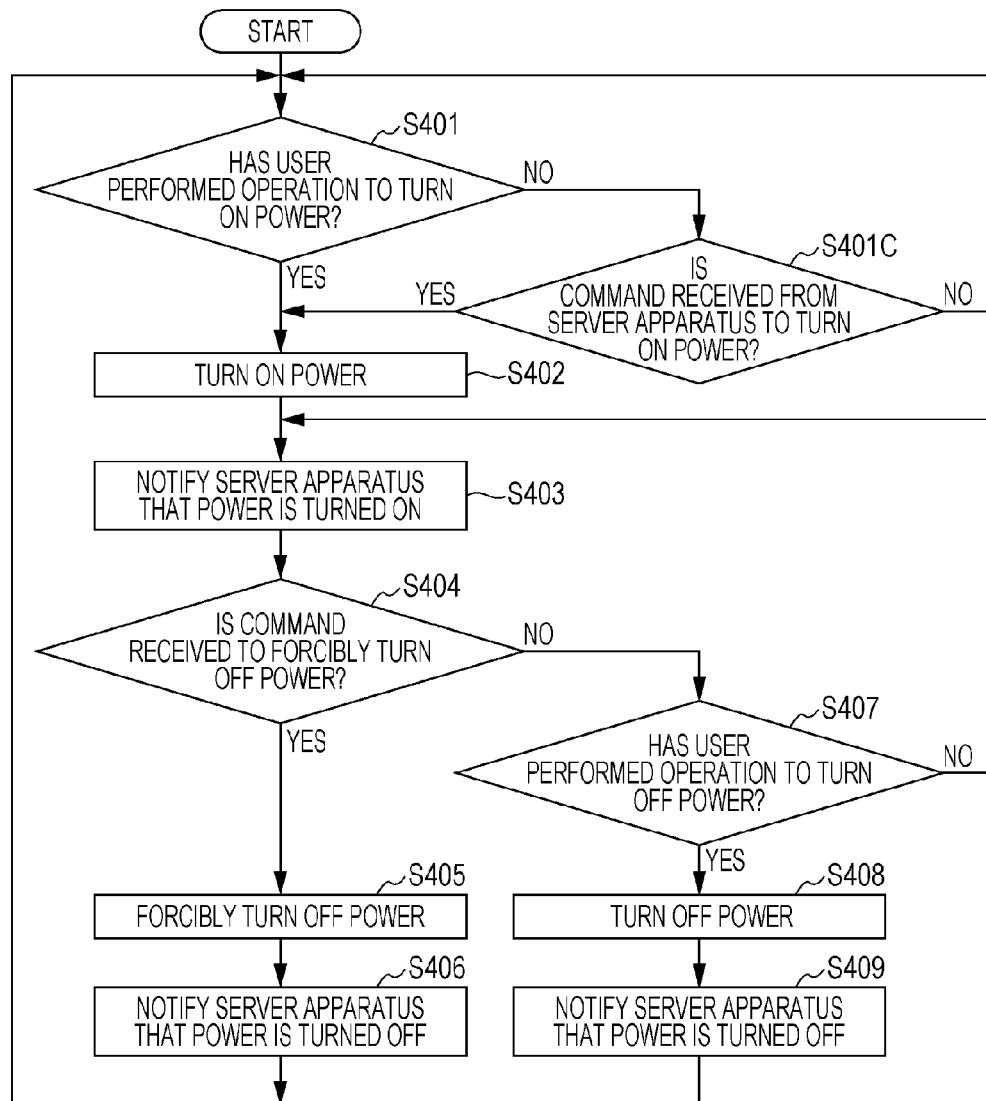 START
S401
HAS USER
PERFORMED OPERATION TO TURN
ON POWER?
NO
YES
S401C
IS
COMMAND RECEIVED FROM
SERVER APPARATUS TO TURN
ON POWER?
YES
NO
TURN ON POWER
S402
NOTIFY SERVER APPARATUS
THAT POWER IS TURNED ON
S403
S404
IS COMMAND
RECEIVED TO FORCIBLY TURN
OFF POWER?
NO
YES
S407
HAS USER
PERFORMED OPERATION TO TURN
OFF POWER?
NO
YES
S405
FORCIBLY TURN OFF POWER
S408
TURN OFF POWER
S406
NOTIFY SERVER APPARATUS
THAT POWER IS TURNED OFF
S409
NOTIFY SERVER APPARATUS
THAT POWER IS TURNED OFF